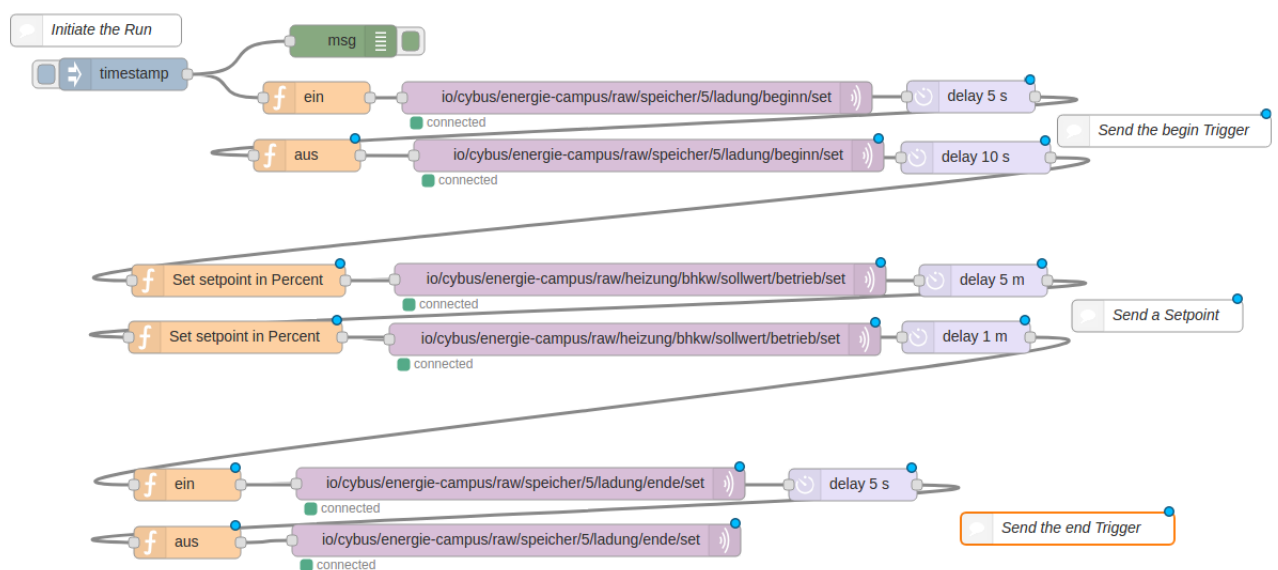 Initiate the Run
msg
timestamp
ein
io/cybus/energie-campus/raw/speicher/5/ladung/beginn/set
delay 5 s
connected
Send the begin Trigger
aus
io/cybus/energie-campus/raw/speicher/5/ladung/beginn/set
delay 10 s
connected
Set setpoint in Percent
io/cybus/energie-campus/raw/heizung/bhkw/sollwert/betrieb/set
delay 5 m
connected
Send a Setpoint
Set setpoint in Percent
io/cybus/energie-campus/raw/heizung/bhkw/sollwert/betrieb/set
delay 1 m
connected
ein
io/cybus/energie-campus/raw/speicher/5/ladung/ende/set
delay 5 s
connected
Send the end Trigger
aus
io/cybus/energie-campus/raw/speicher/5/ladung/ende/set
connected